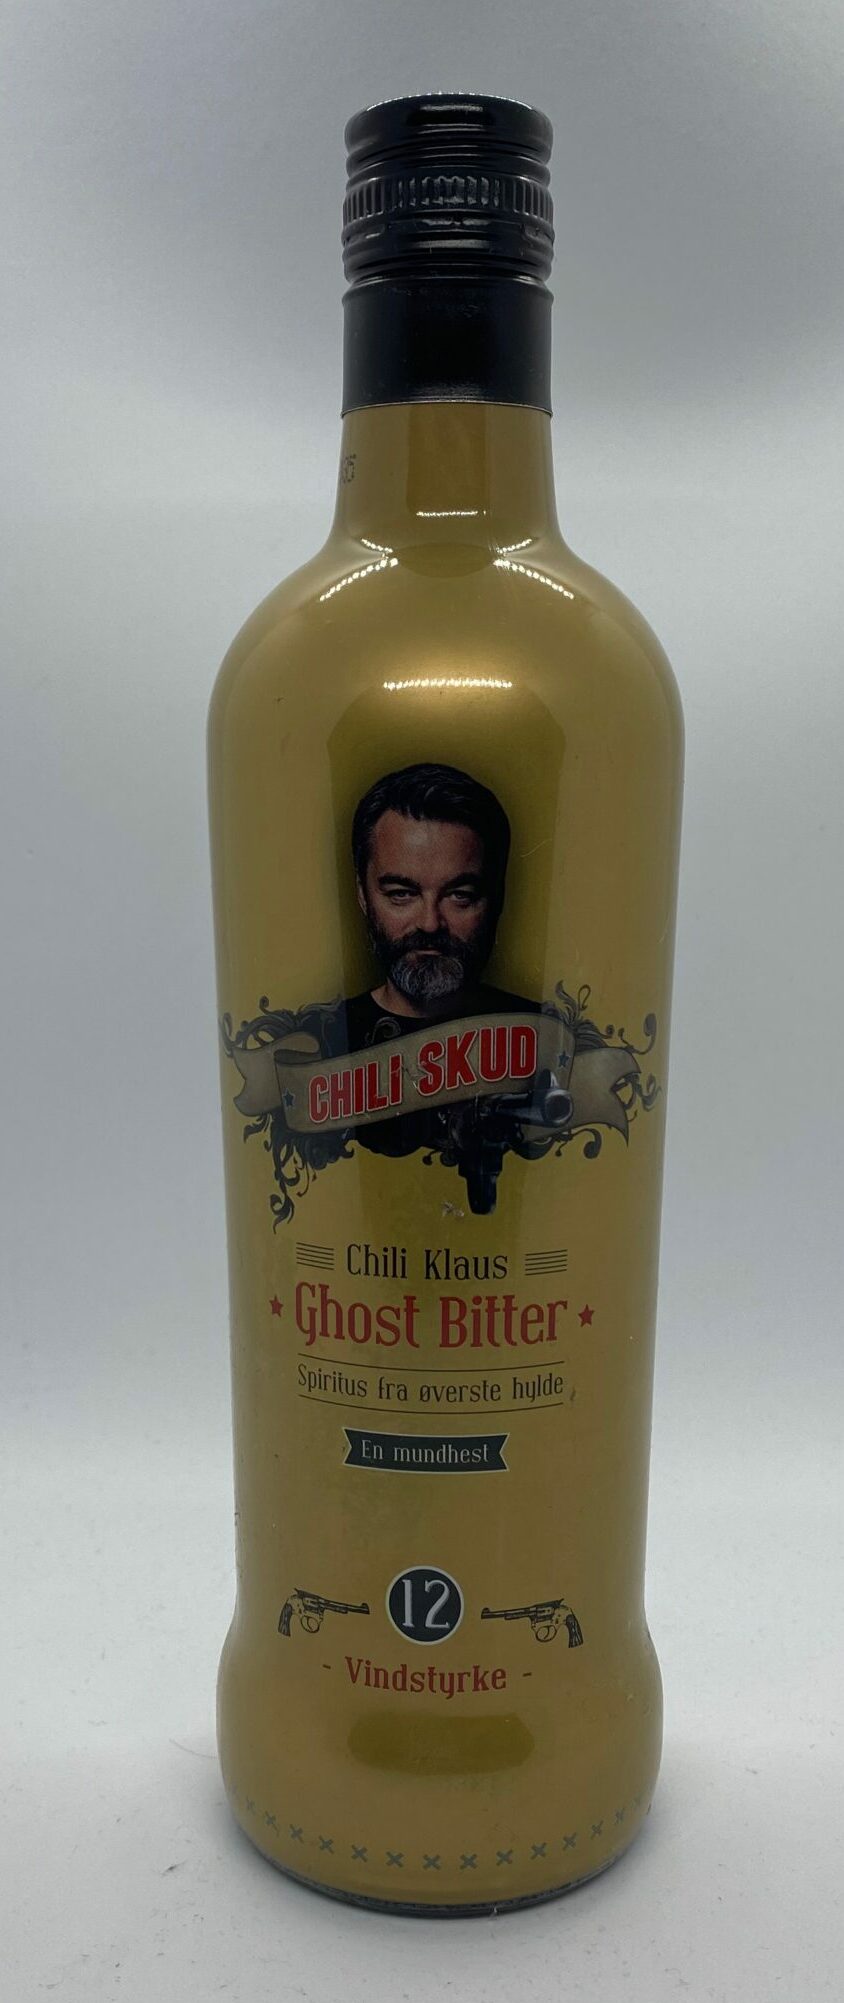 CHILI SKUD
Chili Klaus
Ghost Bitter
Spiritus fra øverste hylde
En mundhest
12
- Vindstyrke -